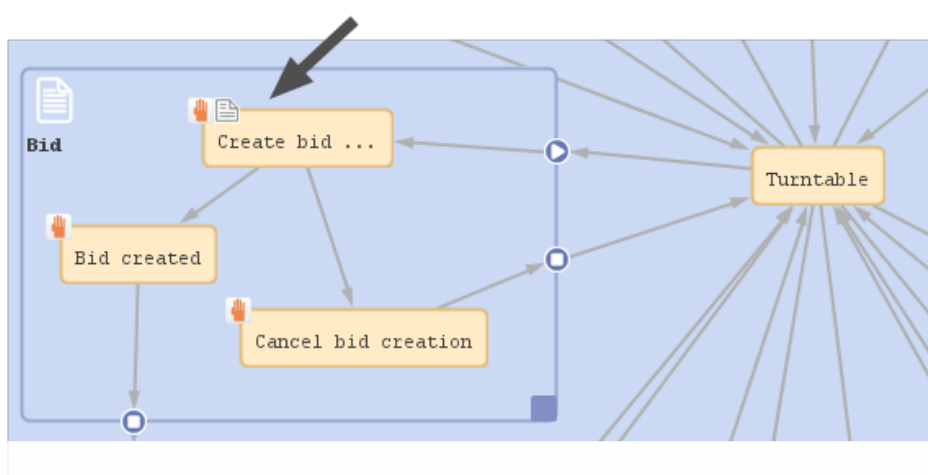 Bid
Create bid ...
Turntable
Bid created
Cancel bid creation